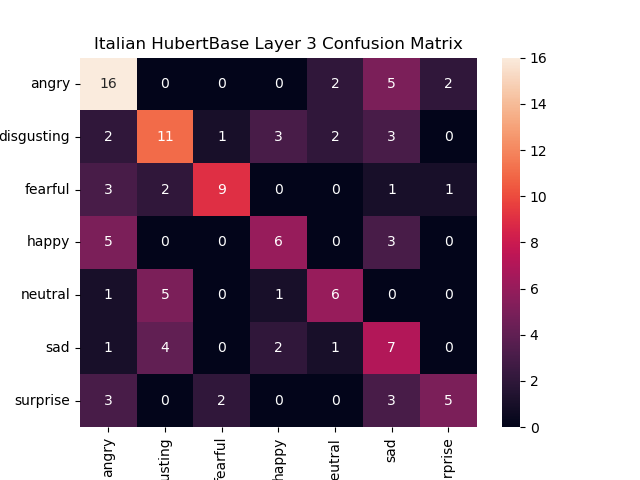 Italian HubertBase Layer 3 Confusion Matrix
angry 16 0 0 0 2 5 2
disgusting 2 11 1 3 2 3 0
fearful 3 2 9 0 0 1 1
happy 5 0 0 6 0 3 0
neutral 1 5 0 1 6 0 0
sad 1 4 0 2 1 7 0
surprise 3 0 2 0 0 3 5
angry usting fearful happy eutral sad rprise
16
14
12
10
8
6
4
2
0